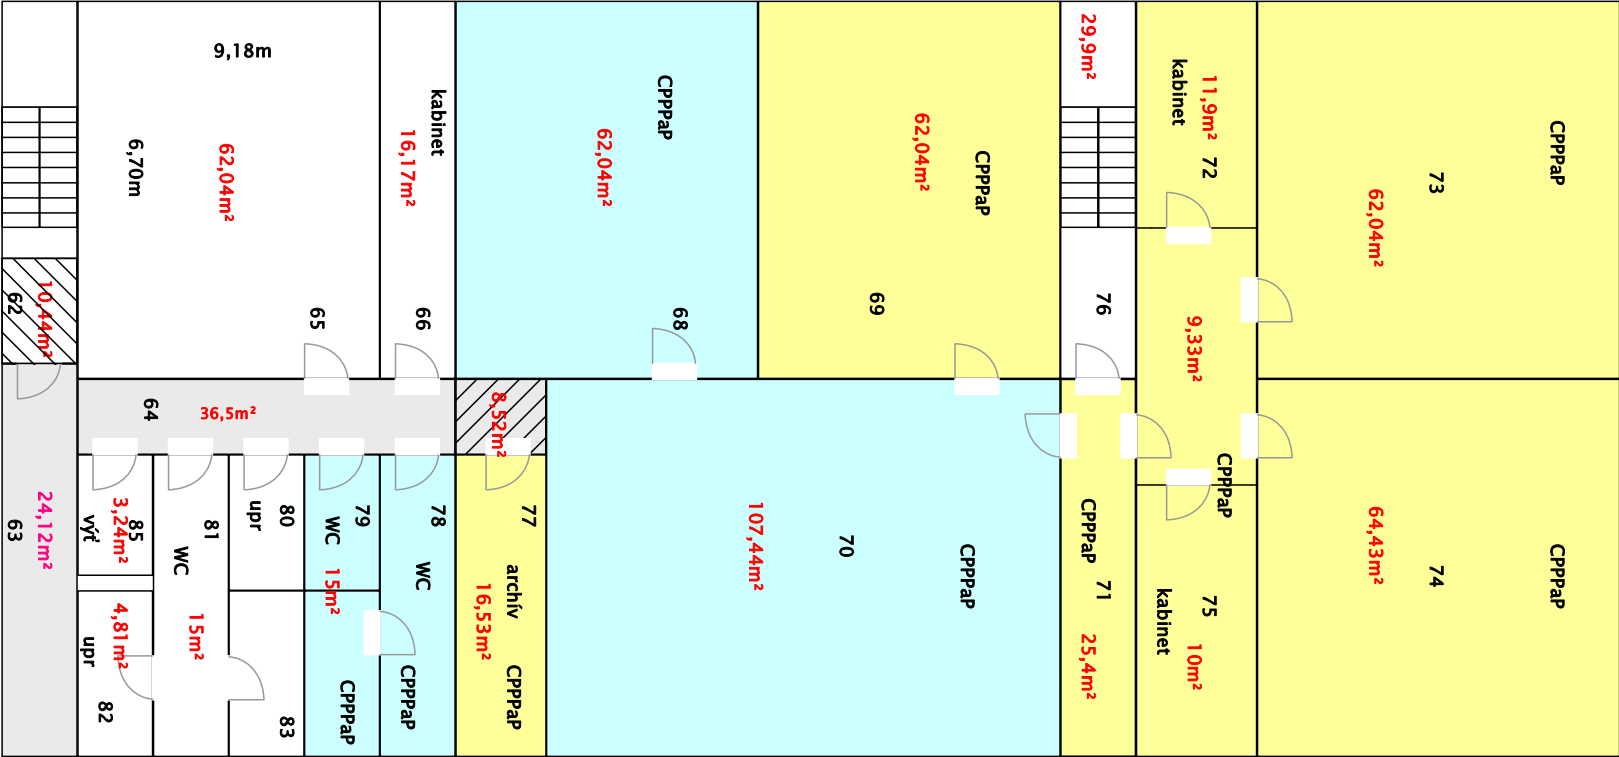 9,18m
6,70m
62,04m²
65
kabinet
16,17m²
66
CPPPaP
62,04m²
68
62,04m²
CPPPaP
69
29,9m²
76
kabinet
11,9m²
72
9,33m²
CPPPaP
73
62,04m²
62
10,44m²
64
36,5m²
8,52m²
63
24,12m²
výť
3,24m²
85
upr
4,81m²
82
81
WC
15m²
upr
80
83
79
WC
15m²
CPPPaP
78
WC
CPPPaP
77
archív
16,53m²
CPPPaP
107,44m²
70
CPPPaP
CPPPaP
71
25,4m²
CPPPaP
75
kabinet
10m²
64,43m²
74
CPPPaP